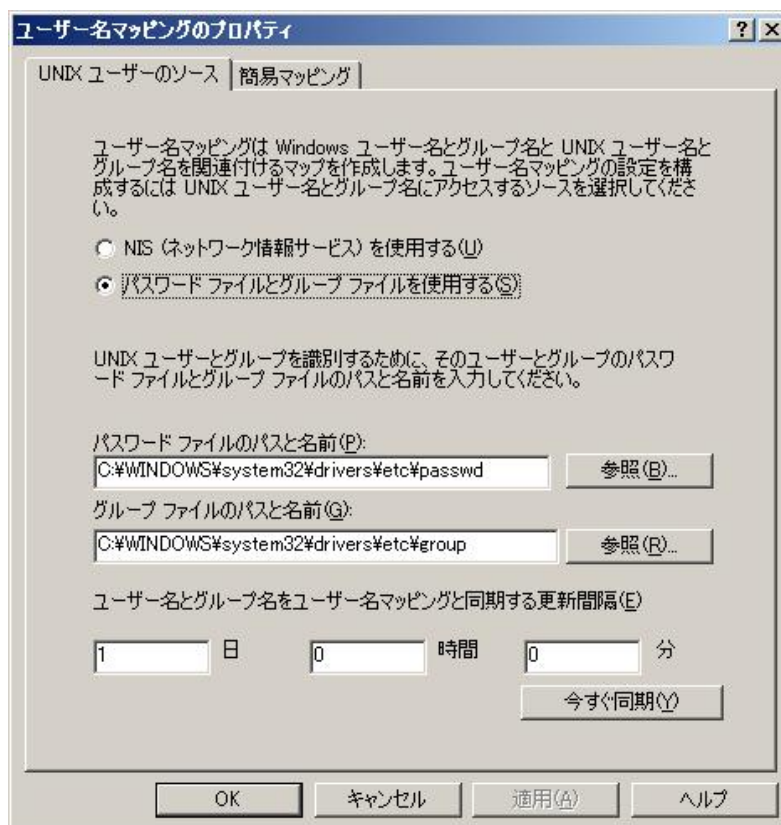 ユーザー名マッピングのプロパティ
UNIX ユーザーのソース
簡易マッピング
ユーザー名マッピングは Windows ユーザー名とグループ名と UNIX ユーザー名と
グループ名を関連付けるマップを作成します。ユーザー名マッピングの設定を構
成するには UNIX ユーザー名とグループ名にアクセスするソースを選択してくださ
い。
NIS (ネットワーク情報サービス) を使用する(U)
パスワード ファイルとグループ ファイルを使用する(S)
UNIX ユーザーとグループを識別するために、そのユーザーとグループのパスワ
ード ファイルとグループ ファイルのパスと名前を入力してください。
パスワード ファイルのパスと名前(P):
C:¥WINDOWS¥system32¥drivers¥etc¥passwd
参照(B)...
グループ ファイルのパスと名前(G):
C:¥WINDOWS¥system32¥drivers¥etc¥group
参照(R)...
ユーザー名とグループ名をユーザー名マッピングと同期する更新間隔(E)
1 日 0 時間 0 分
今すぐ同期(Y)
OK キャンセル 適用(A) ヘルプ